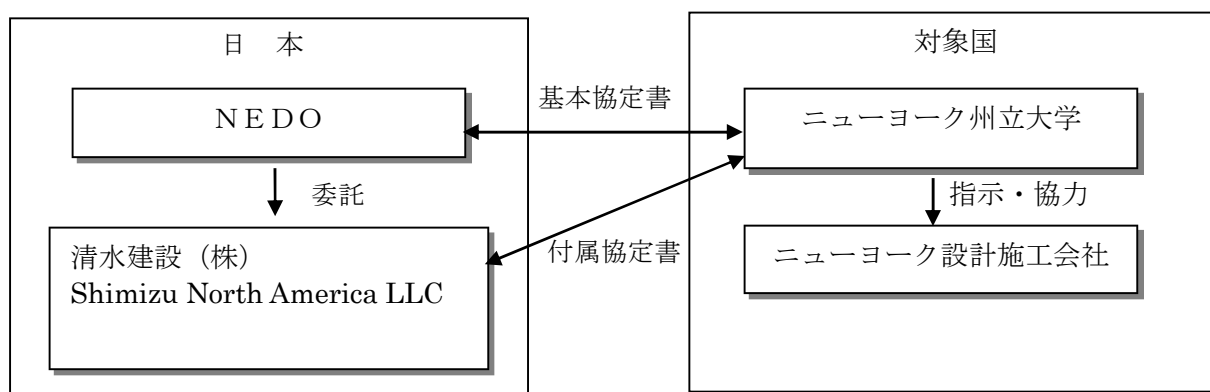 日　本
ＮＥＤＯ
委託
清水建設（株）
Shimizu North America LLC
基本協定書
付属協定書
対象国
ニューヨーク州立大学
指示・協力
ニューヨーク設計施工会社